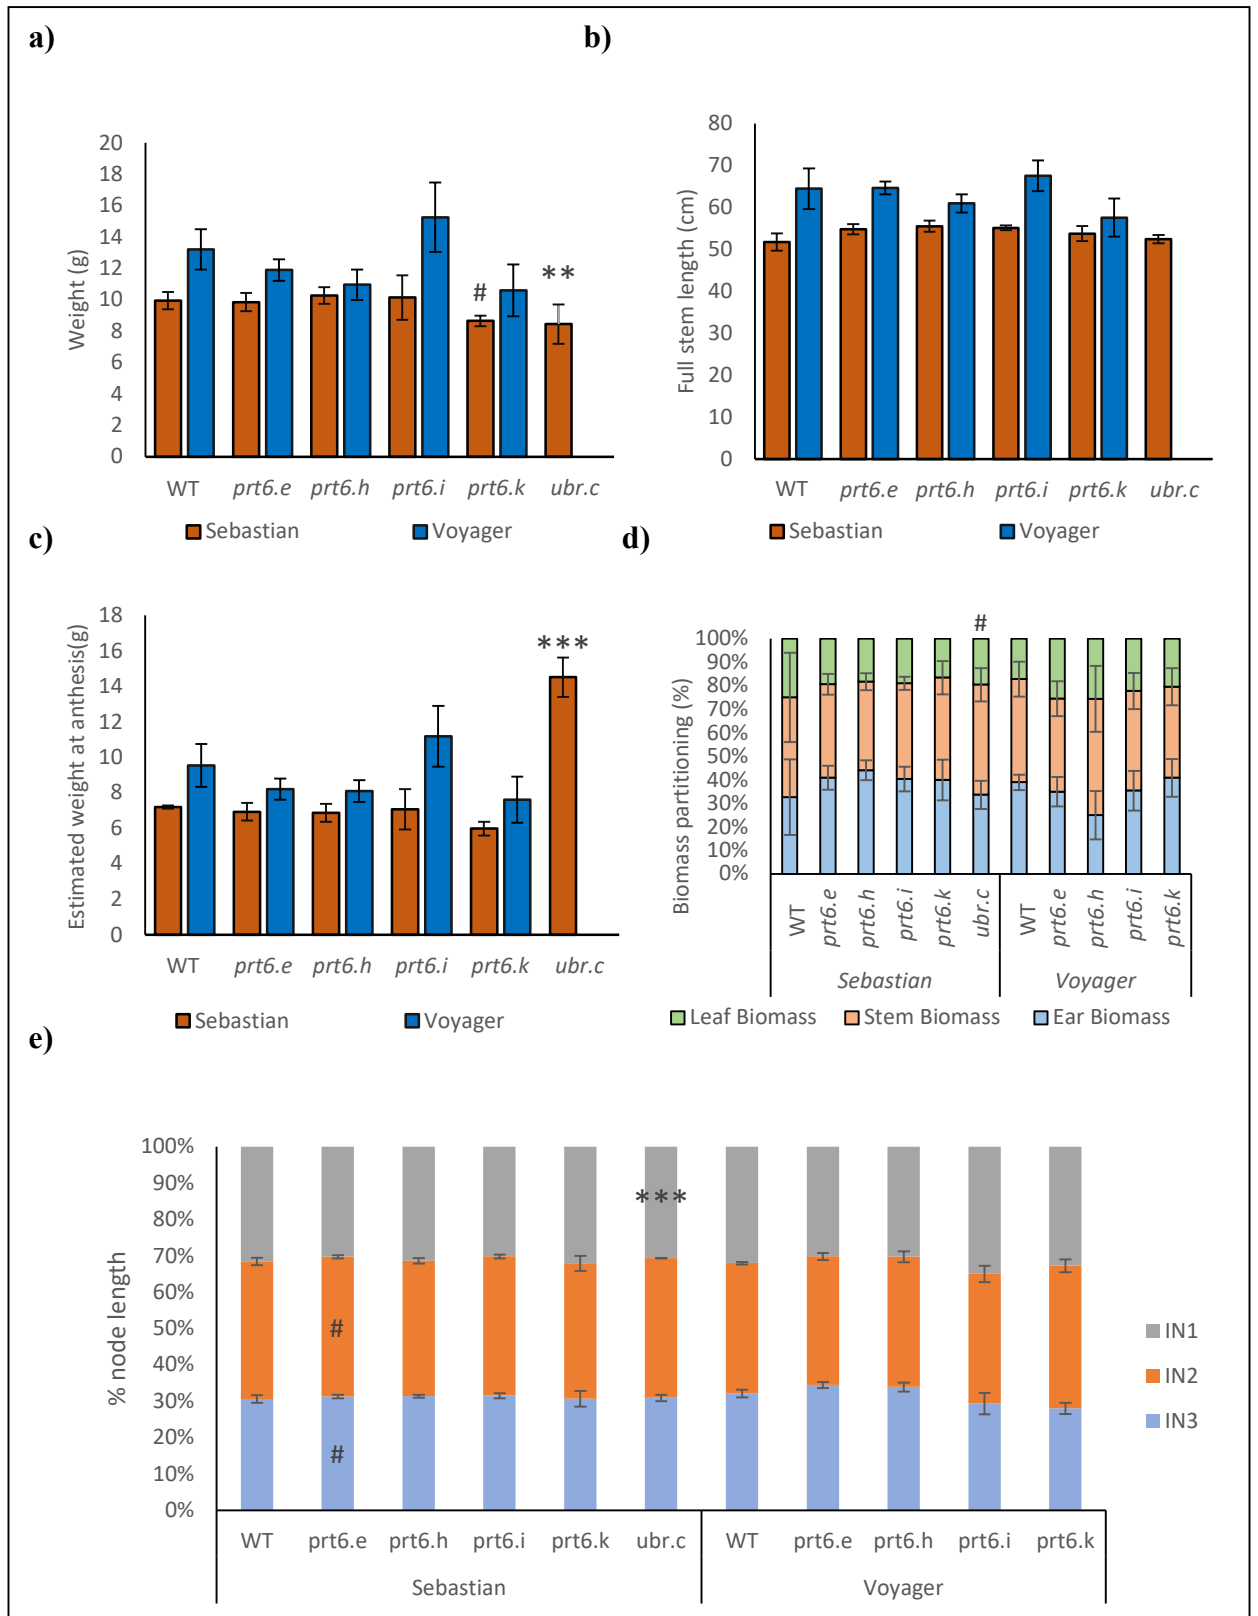 a)
b)
Weight (g)
20
18
16
14
12
10
8
6
4
2
0
#
**
WT prt6.e prt6.h prt6.i prt6.k ubr.c
Sebastian Voyager
Full stem length (cm)
80
70
60
50
40
30
20
10
0
WT prt6.e prt6.h prt6.i prt6.k ubr.c
Sebastian Voyager
c)
d)
Estimated weight at anthesis(g)
18
16
14
12
10
8
6
4
2
0
***
WT prt6.e prt6.h prt6.i prt6.k ubr.c
Sebastian Voyager
Biomass partitioning (%)
#
100%
90%
80%
70%
60%
50%
40%
30%
20%
10%
0%
WT prt6.e prt6.h prt6.i prt6.k ubr.c WT prt6.e prt6.h prt6.i prt6.k
Sebastian Voyager
Leaf Biomass Stem Biomass Ear Biomass
e)
% node length
100%
90%
80%
70%
60%
50%
40%
30%
20%
10%
0%
***
#
#
IN1
IN2
IN3
WT prt6.e prt6.h prt6.i prt6.k ubr.c WT prt6.e prt6.h prt6.i prt6.k
Sebastian Voyager